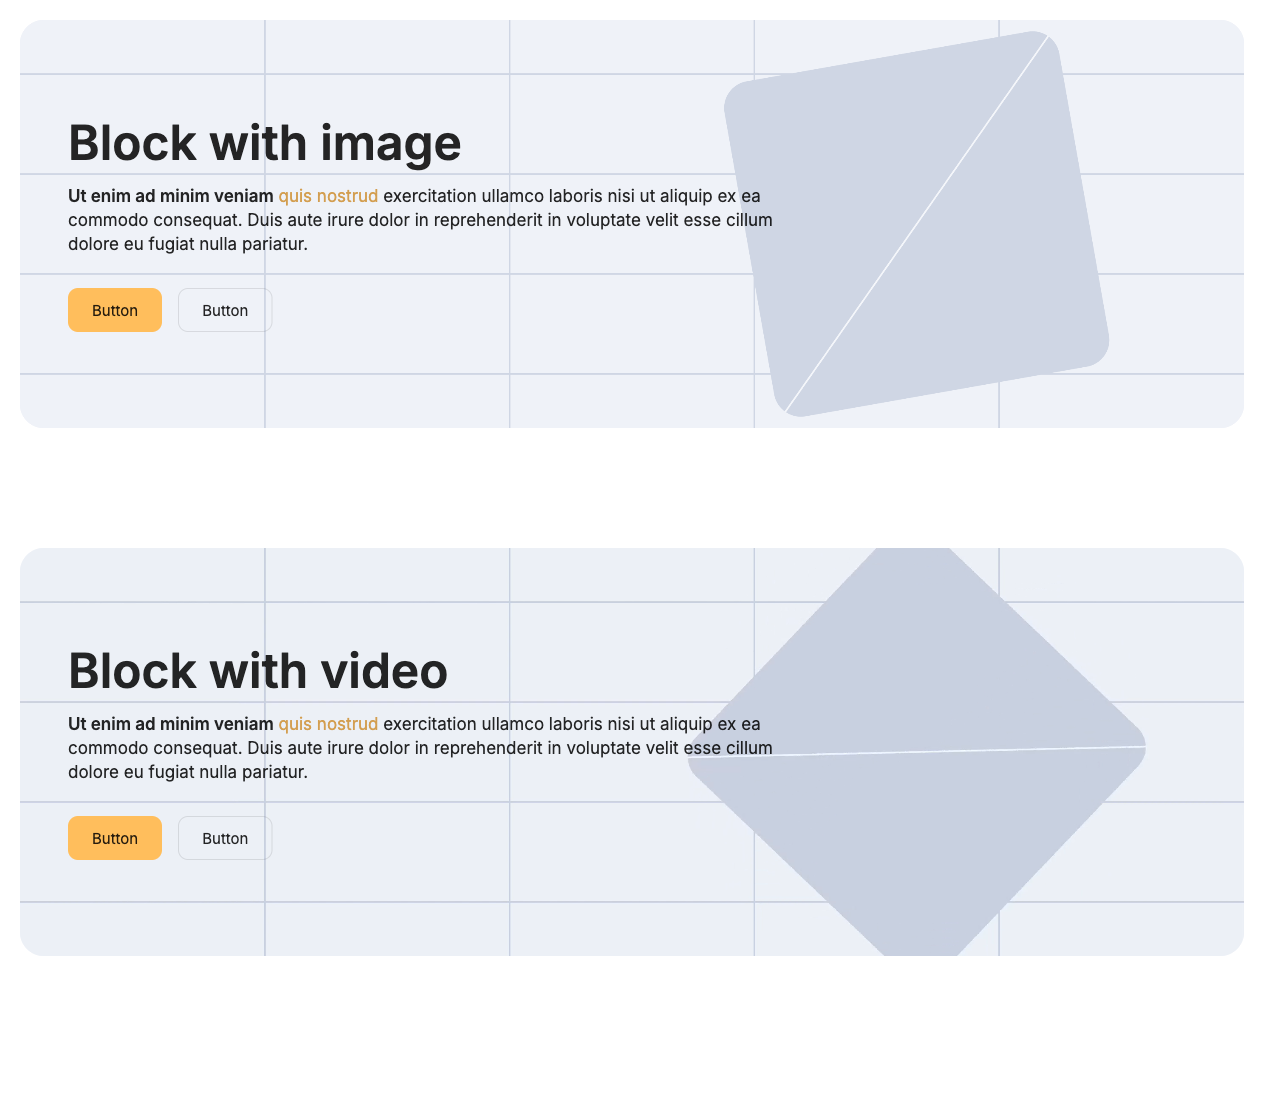 Block with image
Ut enim ad minim veniam quis nostrud exercitation ullamco laboris nisi ut aliquip ex ea
commodo consequat. Duis aute irure dolor in reprehenderit in voluptate velit esse cillum
dolore eu fugiat nulla pariatur.
Button Button
Block with video
Ut enim ad minim veniam quis nostrud exercitation ullamco laboris nisi ut aliquip ex ea
commodo consequat. Duis aute irure dolor in reprehenderit in voluptate velit esse cillum
dolore eu fugiat nulla pariatur.
Button Button